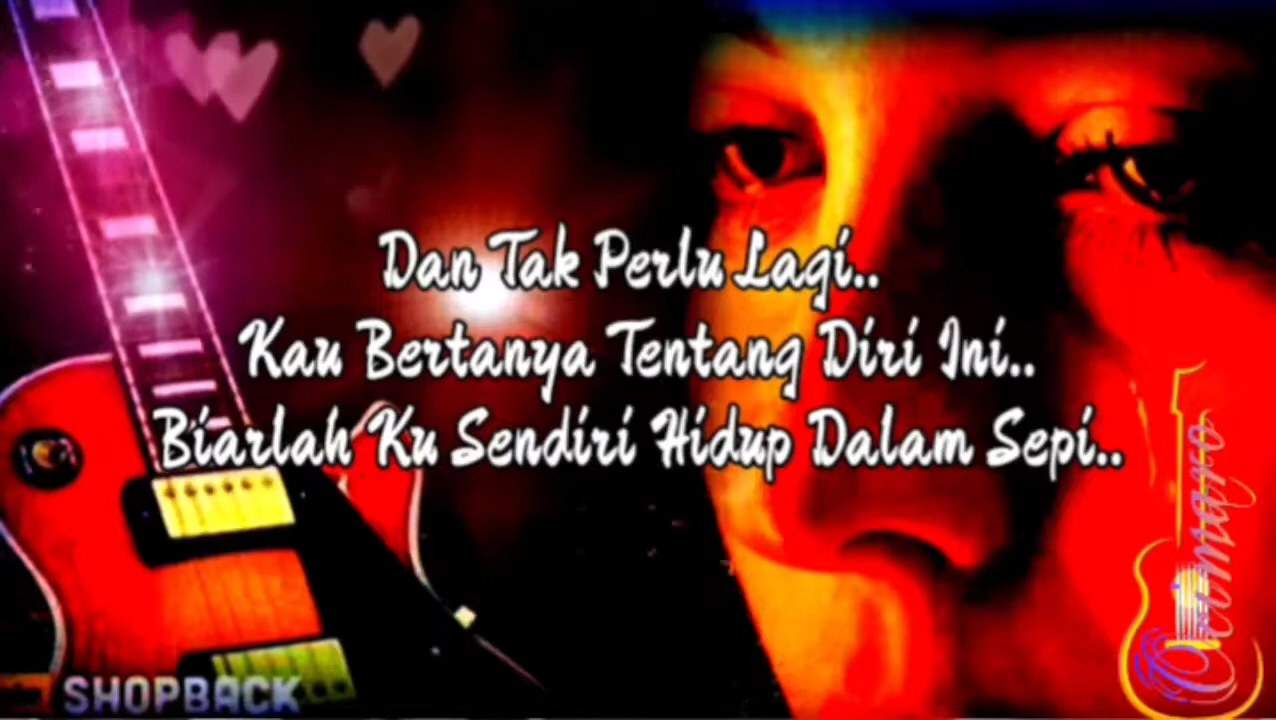 Dan Tak Perlu Lagi..
Kau Bertanya Tentang Diri Ini..
Biarlah Ku Sendiri Hidup Dalam Sepi..
SHOPBACK